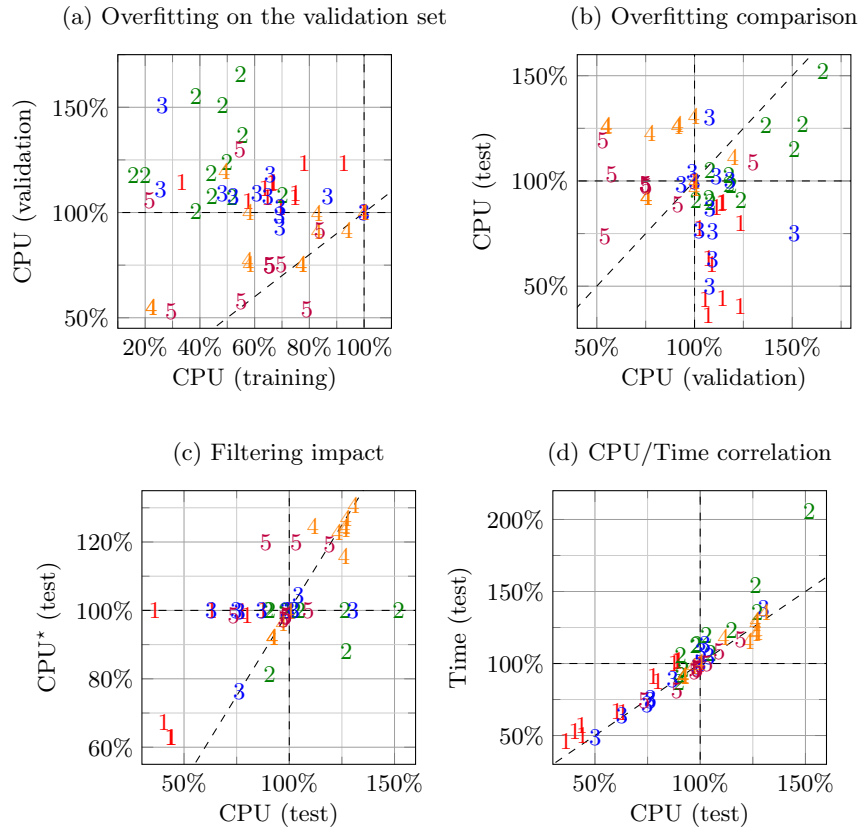 (a) Overfitting on the validation set
(b) Overfitting comparison
150%
100%
50%
CPU (validation)
20% 40% 60% 80% 100%
CPU (training)
150%
100%
50%
CPU (test)
50% 100% 150%
CPU (validation)
(c) Filtering impact
(d) CPU/Time correlation
120%
100%
80%
60%
CPU* (test)
50% 100% 150%
CPU (test)
200%
150%
100%
50%
Time (test)
50% 100% 150%
CPU (test)